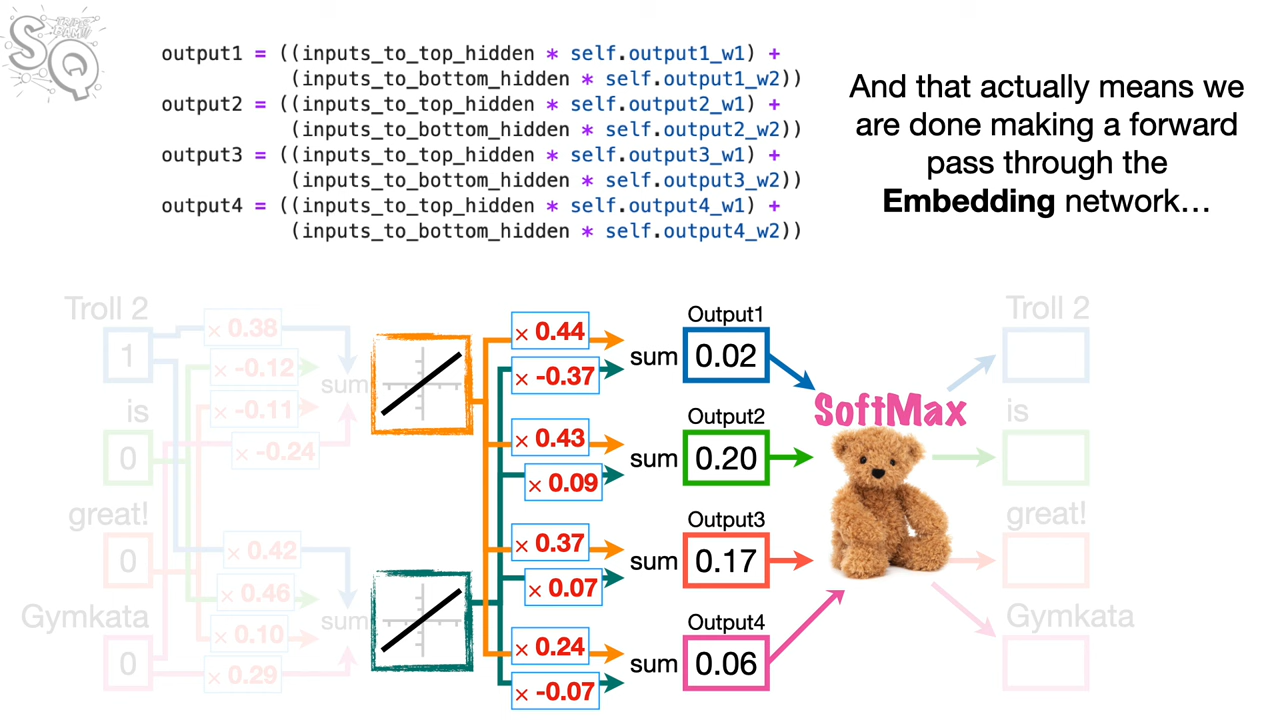 SQ
TRIPLE
BAM!!!
output1 = ((inputs_to_top_hidden * self.output1_w1) +
(inputs_to_bottom_hidden * self.output1_w2))
output2 = ((inputs_to_top_hidden * self.output2_w1) +
(inputs_to_bottom_hidden * self.output2_w2))
output3 = ((inputs_to_top_hidden * self.output3_w1) +
(inputs_to_bottom_hidden * self.output3_w2))
output4 = ((inputs_to_top_hidden * self.output4_w1) +
(inputs_to_bottom_hidden * self.output4_w2))
And that actually means we
are done making a forward
pass through the
Embedding network…
Troll 2
1
is
0
great!
0
Gymkata
0
× 0.38
× -0.12
× -0.11
× -0.24
sum
× 0.42
× 0.46
× 0.10
× 0.29
sum
× 0.44
× -0.37
× 0.43
× 0.09
× 0.37
× 0.07
× 0.24
× -0.07
sum
sum
sum
sum
Output1
0.02
Output2
0.20
Output3
0.17
Output4
0.06
SoftMax
Troll 2
is
great!
Gymkata